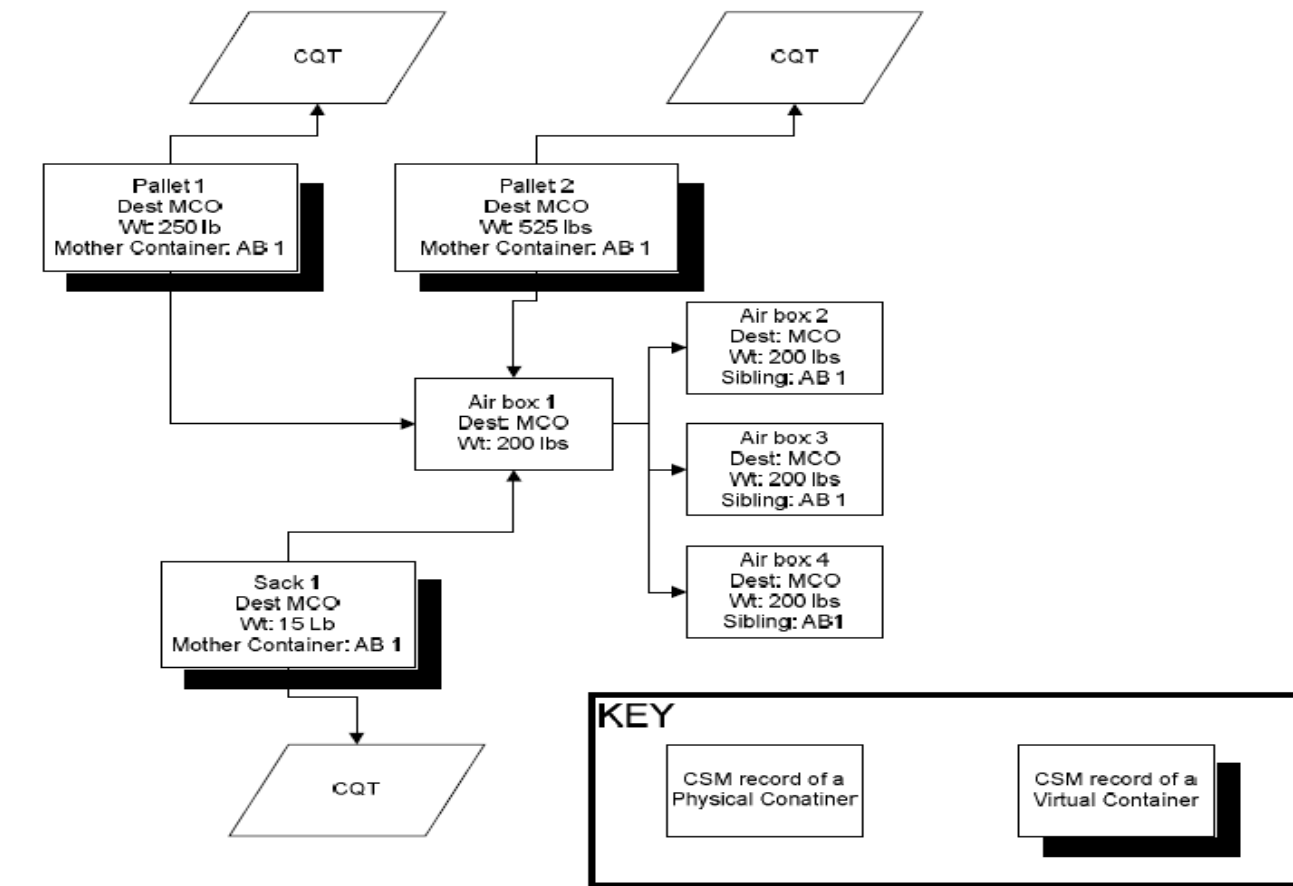 CQT
CQT
Pallet 1
Dest MCO
Wt: 250 lb
Mother Container: AB 1
Pallet 2
Dest MCO
Wt: 525 lbs
Mother Container: AB 1
Air box 2
Dest: MCO
Wt: 200 lbs
Sibling: AB 1
Air box 1
Dest: MCO
Wt: 200 lbs
Air box 3
Dest: MCO
Wt: 200 lbs
Sibling: AB 1
Air box 4
Dest: MCO
Wt: 200 lbs
Sibling: AB1
Sack 1
Dest MCO
Wt: 15 Lb
Mother Container: AB 1
CQT
KEY
CSM record of a
Physical Conatiner
CSM record of a
Virtual Container